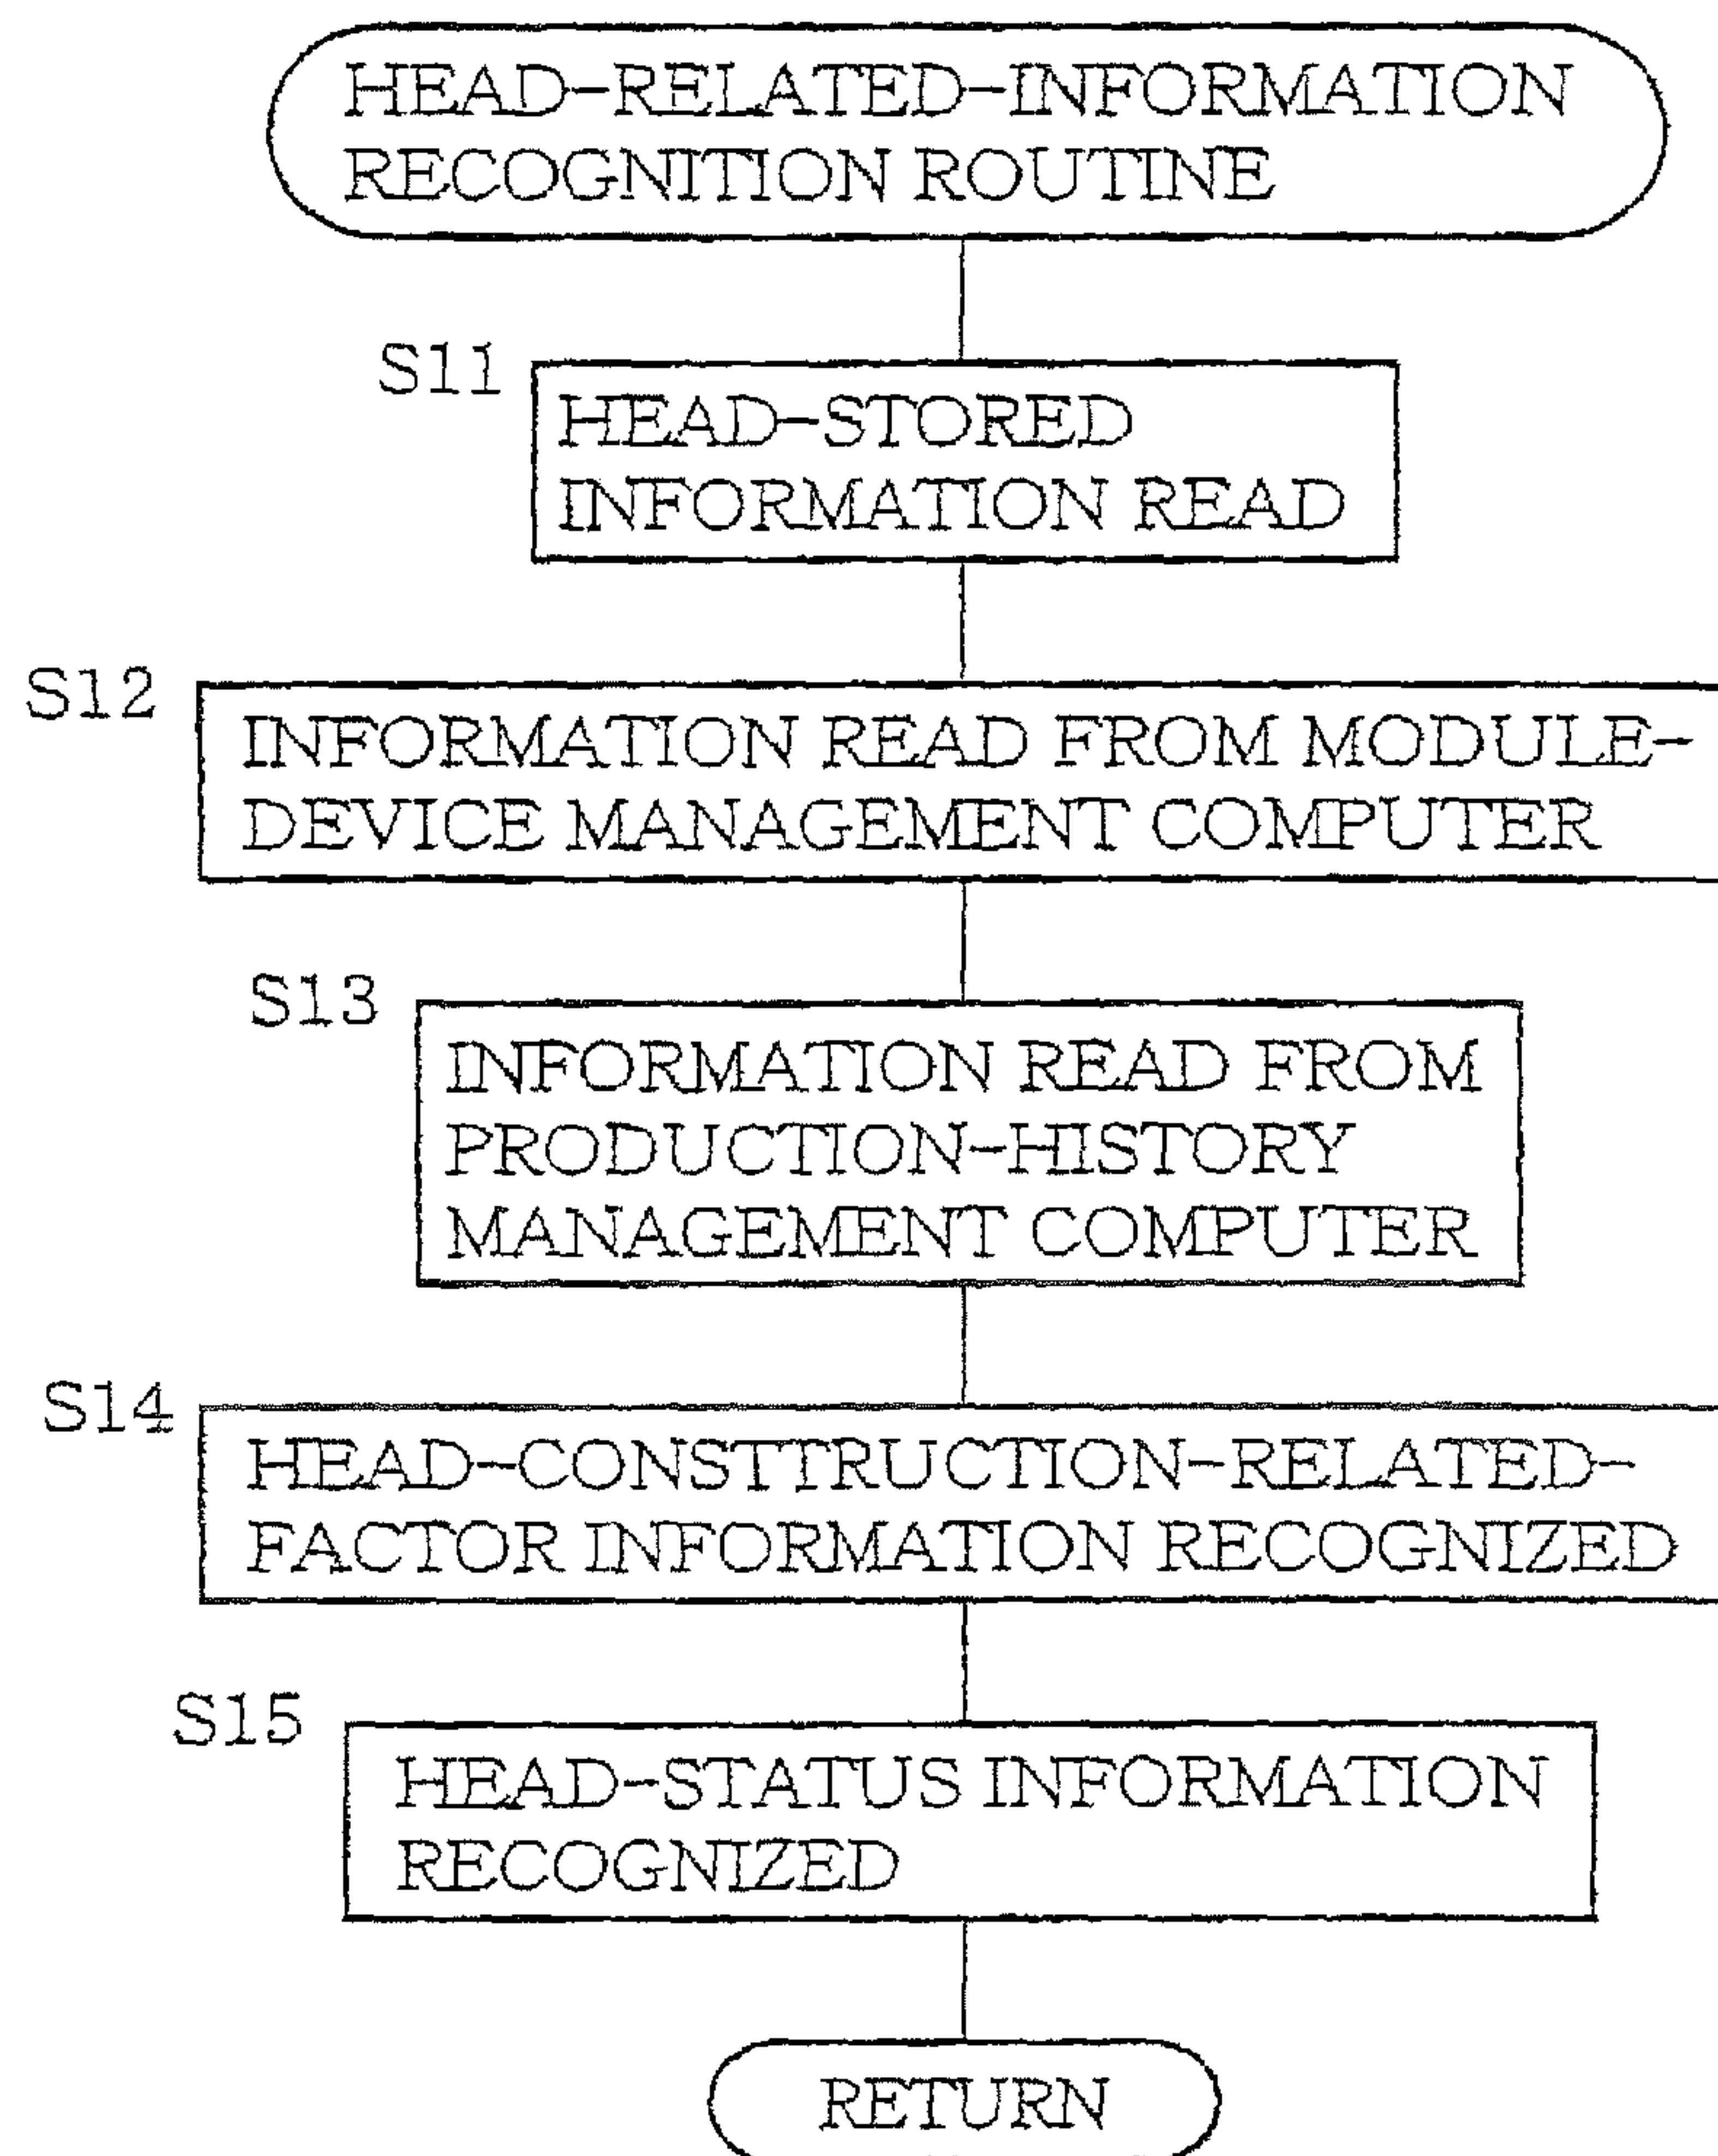 HEAD-RELATED-INFORMATION
RECOGNITION ROUTINE
S11
HEAD-STORED
INFORMATION READ
S12
INFORMATION READ FROM MODULE-
DEVICE MANAGEMENT COMPUTER
S13
INFORMATION READ FROM
PRODUCTION-HISTORY
MANAGEMENT COMPUTER
S14
HEAD-CONSTTRUCTION-RELATED-
FACTOR INFORMATION RECOGNIZED
S15
HEAD-STATUS INFORMATION
RECOGNIZED
RETURN